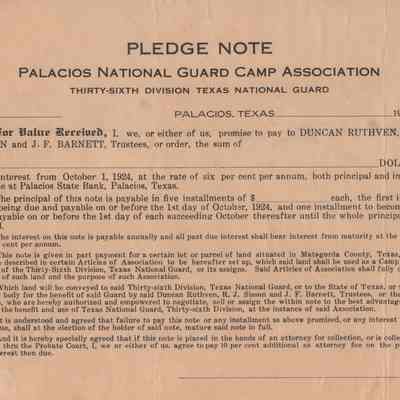 PLEDGE NOTE
PALACIOS NATIONAL GUARD CAMP ASSOCIATION
THIRTY-SIXTH DIVISION TEXAS NATIONAL GUARD
PALACIOS, TEXAS 1
For Value Received, I, we, or either of us, promise to pay to DUNCAN RUTHVEN,
N and J. F. BARNETT, Trustees, or order, the sum of
DOL
nterest from October 1, 1924, at the rate of six per cent per annum, both principal and in
e at Palacios State Bank, Palacios, Texas.
The principal of this note is payable in five installments of $ each, the first i
being due and payable on or before the 1st day of October, 1924, and one installment to becom
ayable on or before the 1st day of each succeeding October thereafter until the whole principa
d.
The interest on this note is payable annually and all past due interest shall bear interest from maturity at the
cent per annum.
This note is given in part payment for a certain lot or parcel of land situated in Matagorda County, Texas,
e described in certain Articles of Association to be hereafter set up, which said land shall be used as a Camp
of the Thirty-Sixth Division, Texas National Guard, or its assigns. Said Articles of Association shall fully d
of such land and the purpose of Association.
Which land will be conveyed to said Thirty-sixth Division, Texas National Guard, or to the State of Texas, or s
body for the benefit of said Guard by said Duncan Ruthven, R. J. Sisson and J. F. Barrett, Trustees, or the
, who are hereby authorized and empowered to negotiate, sell or assign the within note to the best advantage
the benefit and use of Texas National Guard, Thirty-sixth Division, at the instance of said Association.
It is understood and agreed that failure to pay this note or any installment as above promised, or any interest
ue, shall at the election of the holder of said note, mature said note in full.
And it is hereby specially agreed that if this note is placed in the hands of an attorney for collection, or is colle
thru the Probate Court, I, we or either of us, agree to pay 10 per cent additional as attorney fee on the p
terest then due.